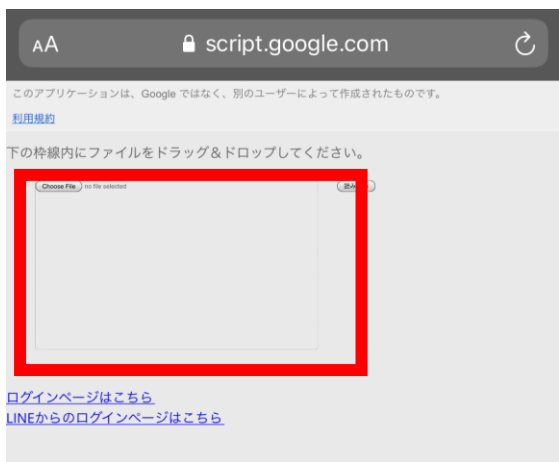 AA
script.google.com
このアプリケーションは、Google ではなく、別のユーザーによって作成されたものです。
利用規約
下の枠線内にファイルをドラッグ＆ドロップしてください。
Choose File no file selected
ログインページはこちら
LINEからのログインページはこちら